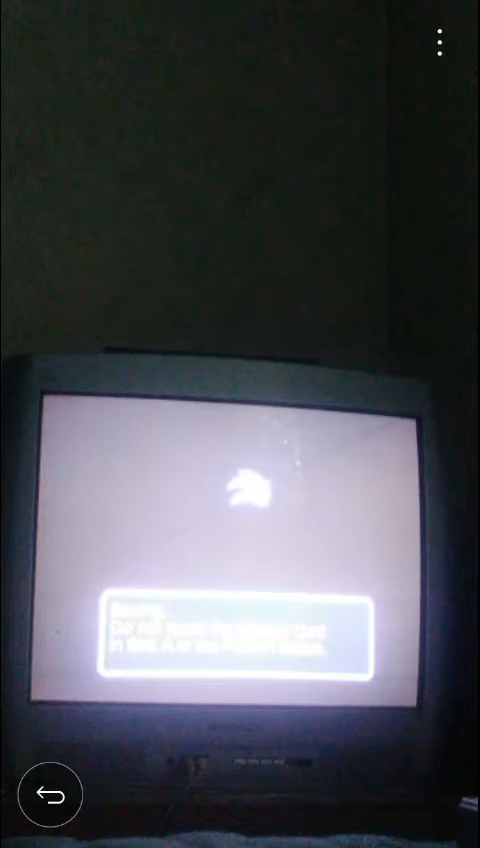 Saving.
Do not touch the Memory Card
in Slot A or the POWER Button.